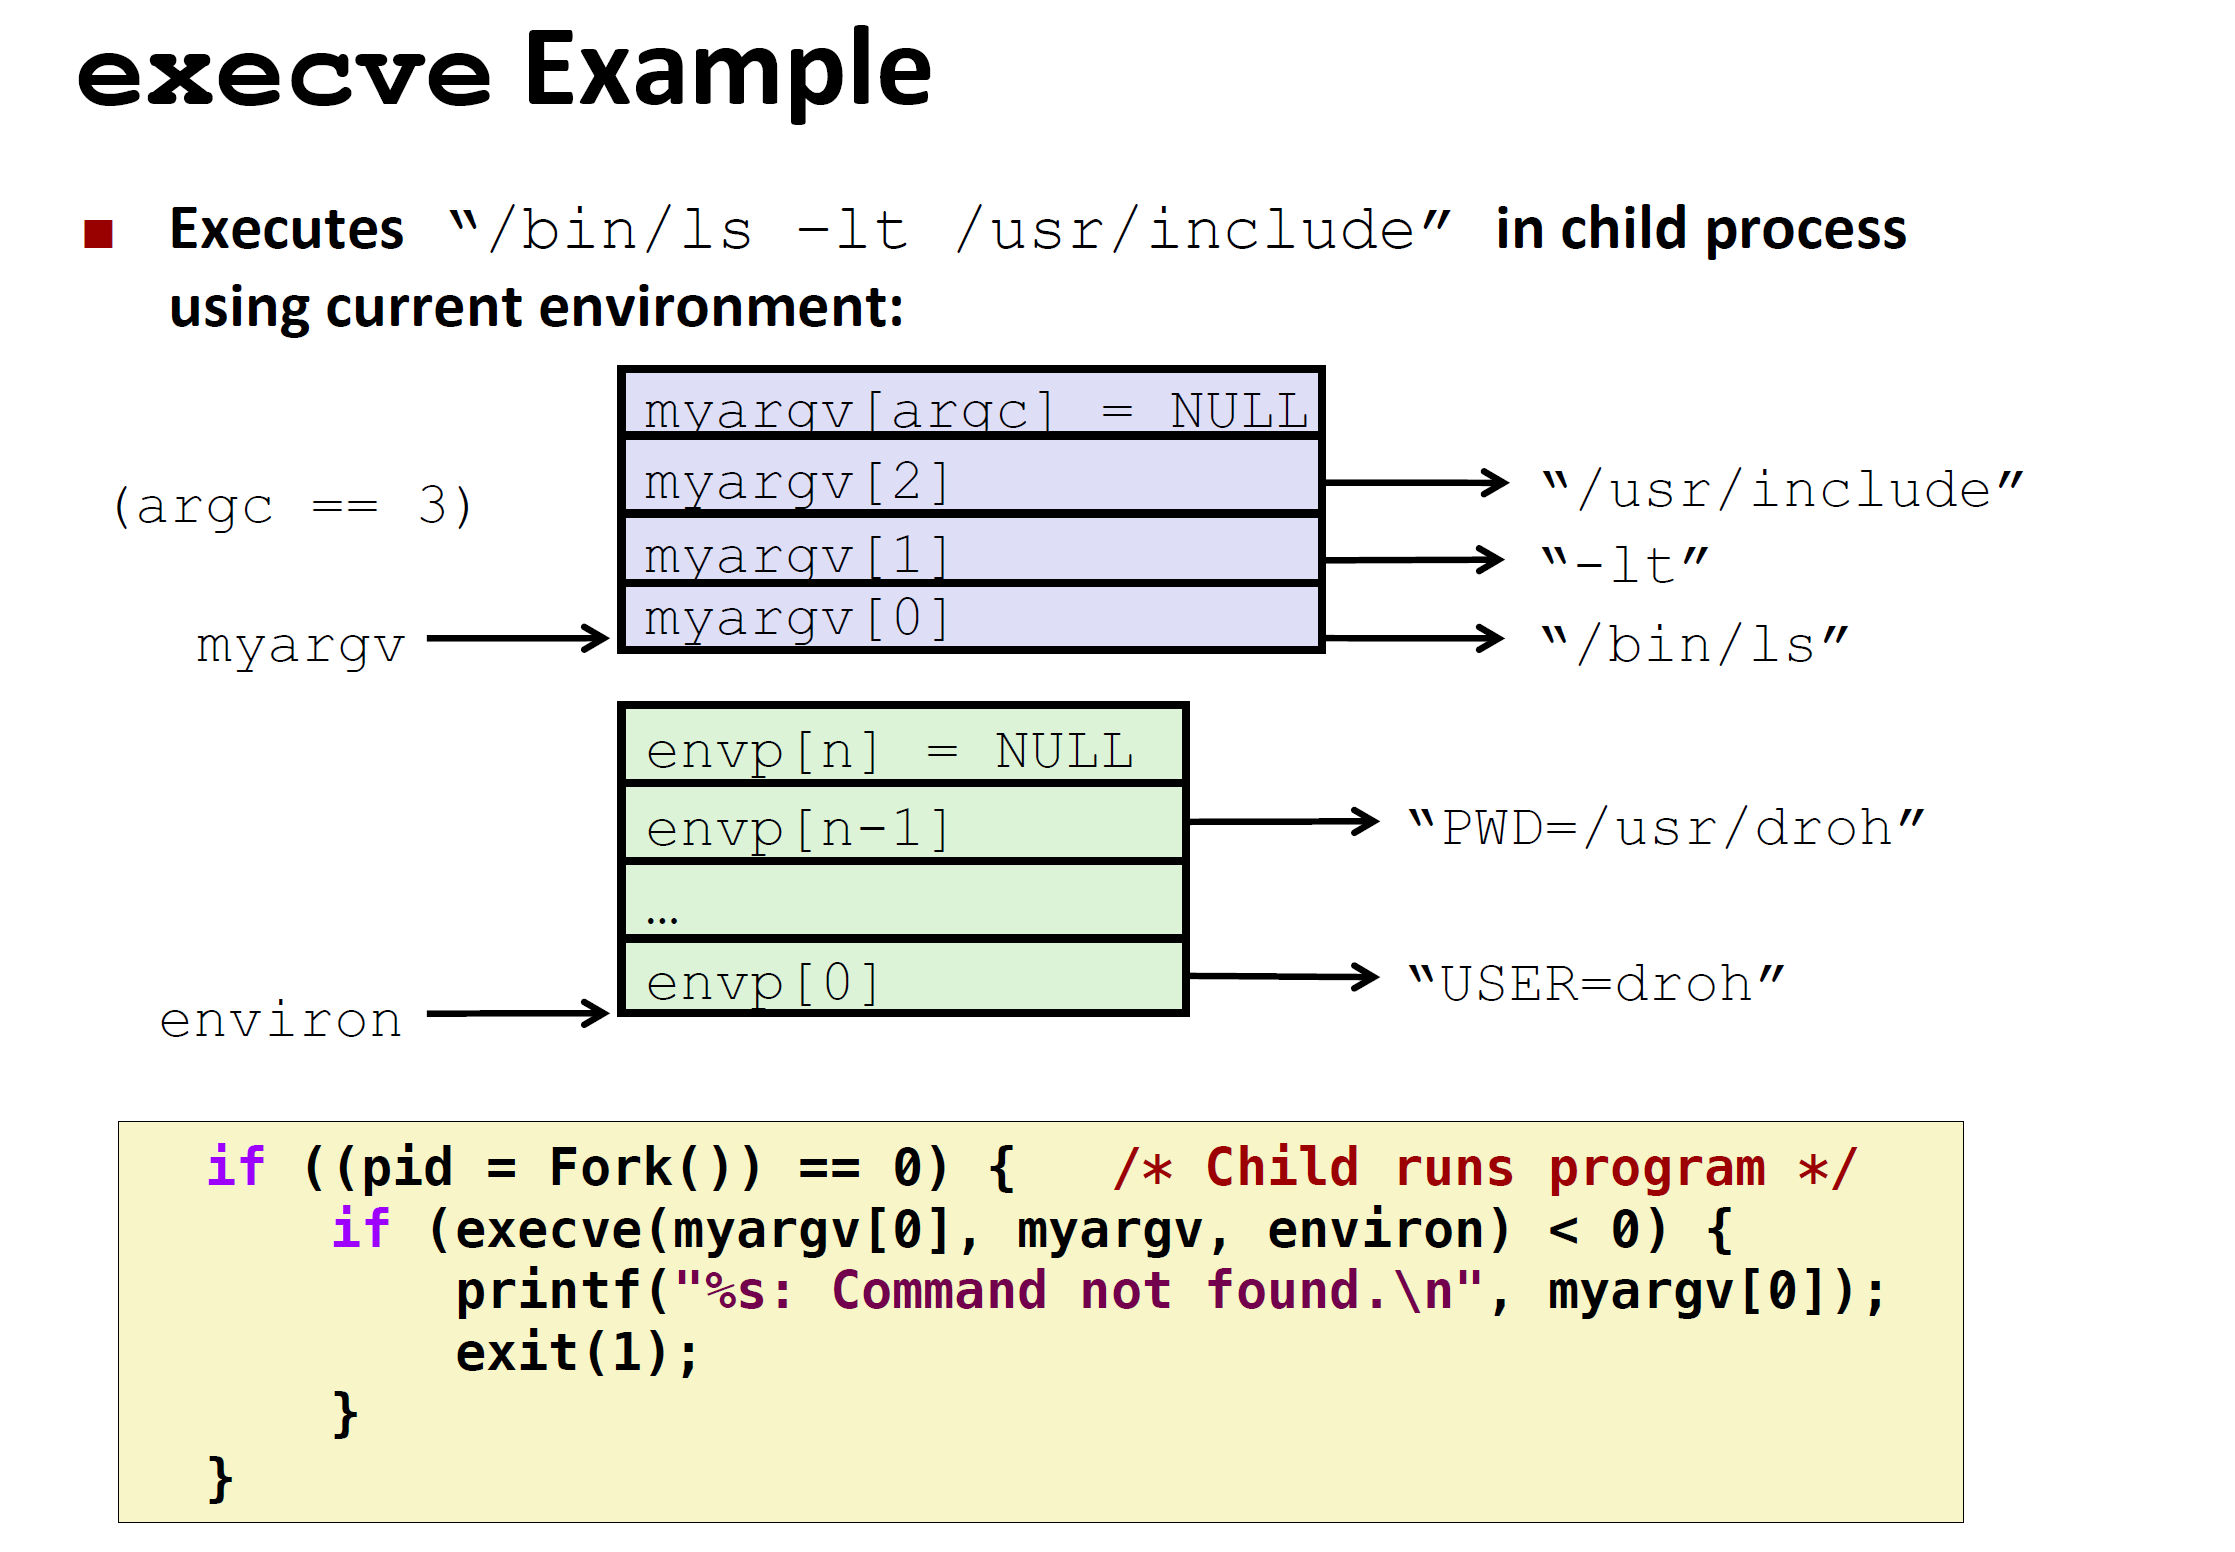 execve Example
■ Executes “/bin/ls –lt /usr/include” in child process
using current environment:
myargv[argc] = NULL
myargv[2]
“/usr/include”
(argc == 3)
myargv[1]
“-lt”
myargv[0]
myargv
“/bin/ls”
envp[n] = NULL
envp[n-1]
“PWD=/usr/droh”
…
envp[0]
“USER=droh”
environ
if ((pid = Fork()) == 0) {   /* Child runs program */
    if (execve(myargv[0], myargv, environ) < 0) {
        printf("%s: Command not found.\n", myargv[0]);
        exit(1);
    }
}